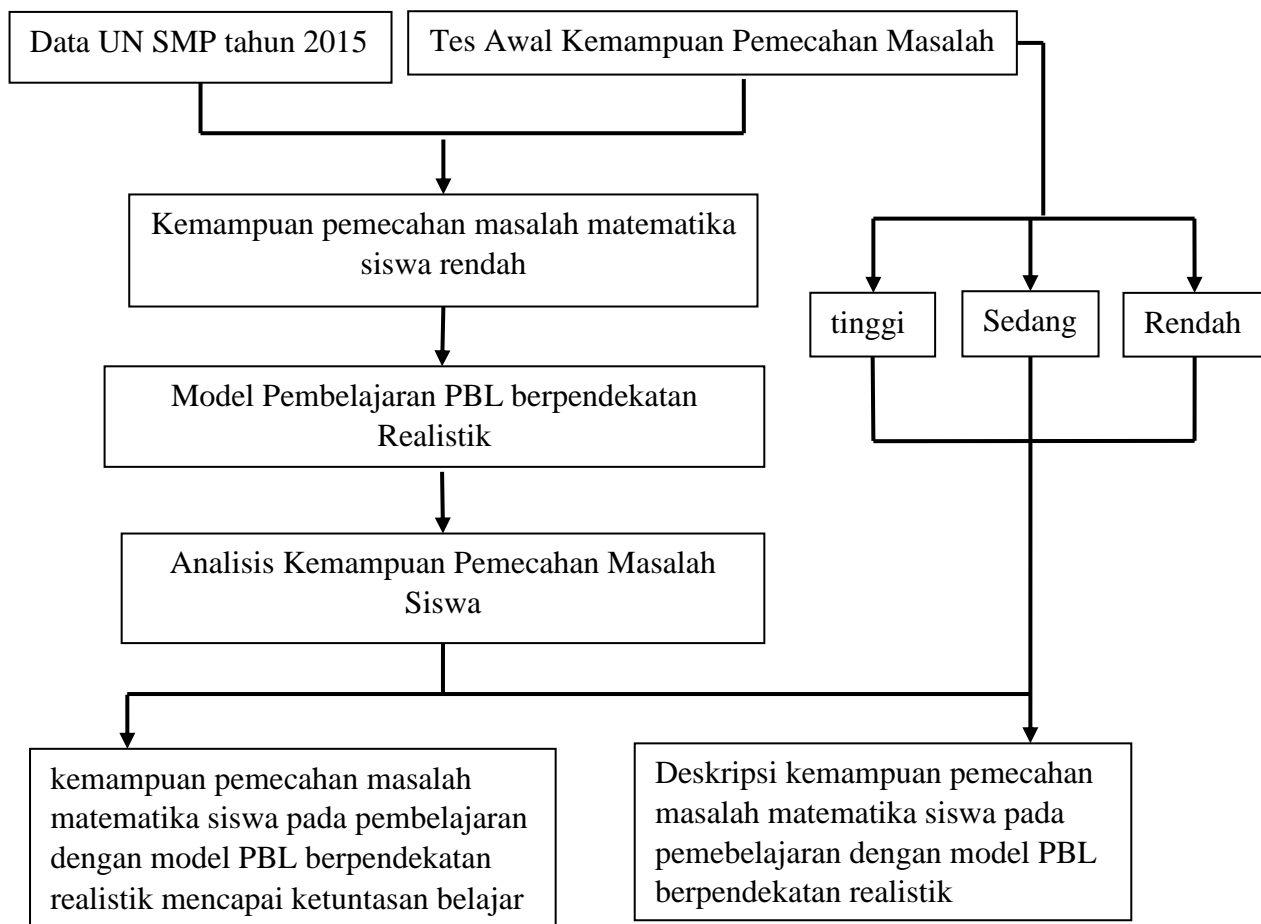 Data UN SMP tahun 2015
Tes Awal Kemampuan Pemecahan Masalah
Kemampuan pemecahan masalah matematika
siswa rendah
tinggi
Sedang
Rendah
Model Pembelajaran PBL berpendekatan
Realistik
Analisis Kemampuan Pemecahan Masalah
Siswa
kemampuan pemecahan masalah
matematika siswa pada pembelajaran
dengan model PBL berpendekatan
realistik mencapai ketuntasan belajar
Deskripsi kemampuan pemecahan
masalah matematika siswa pada
pemebelajaran dengan model PBL
berpendekatan realistik